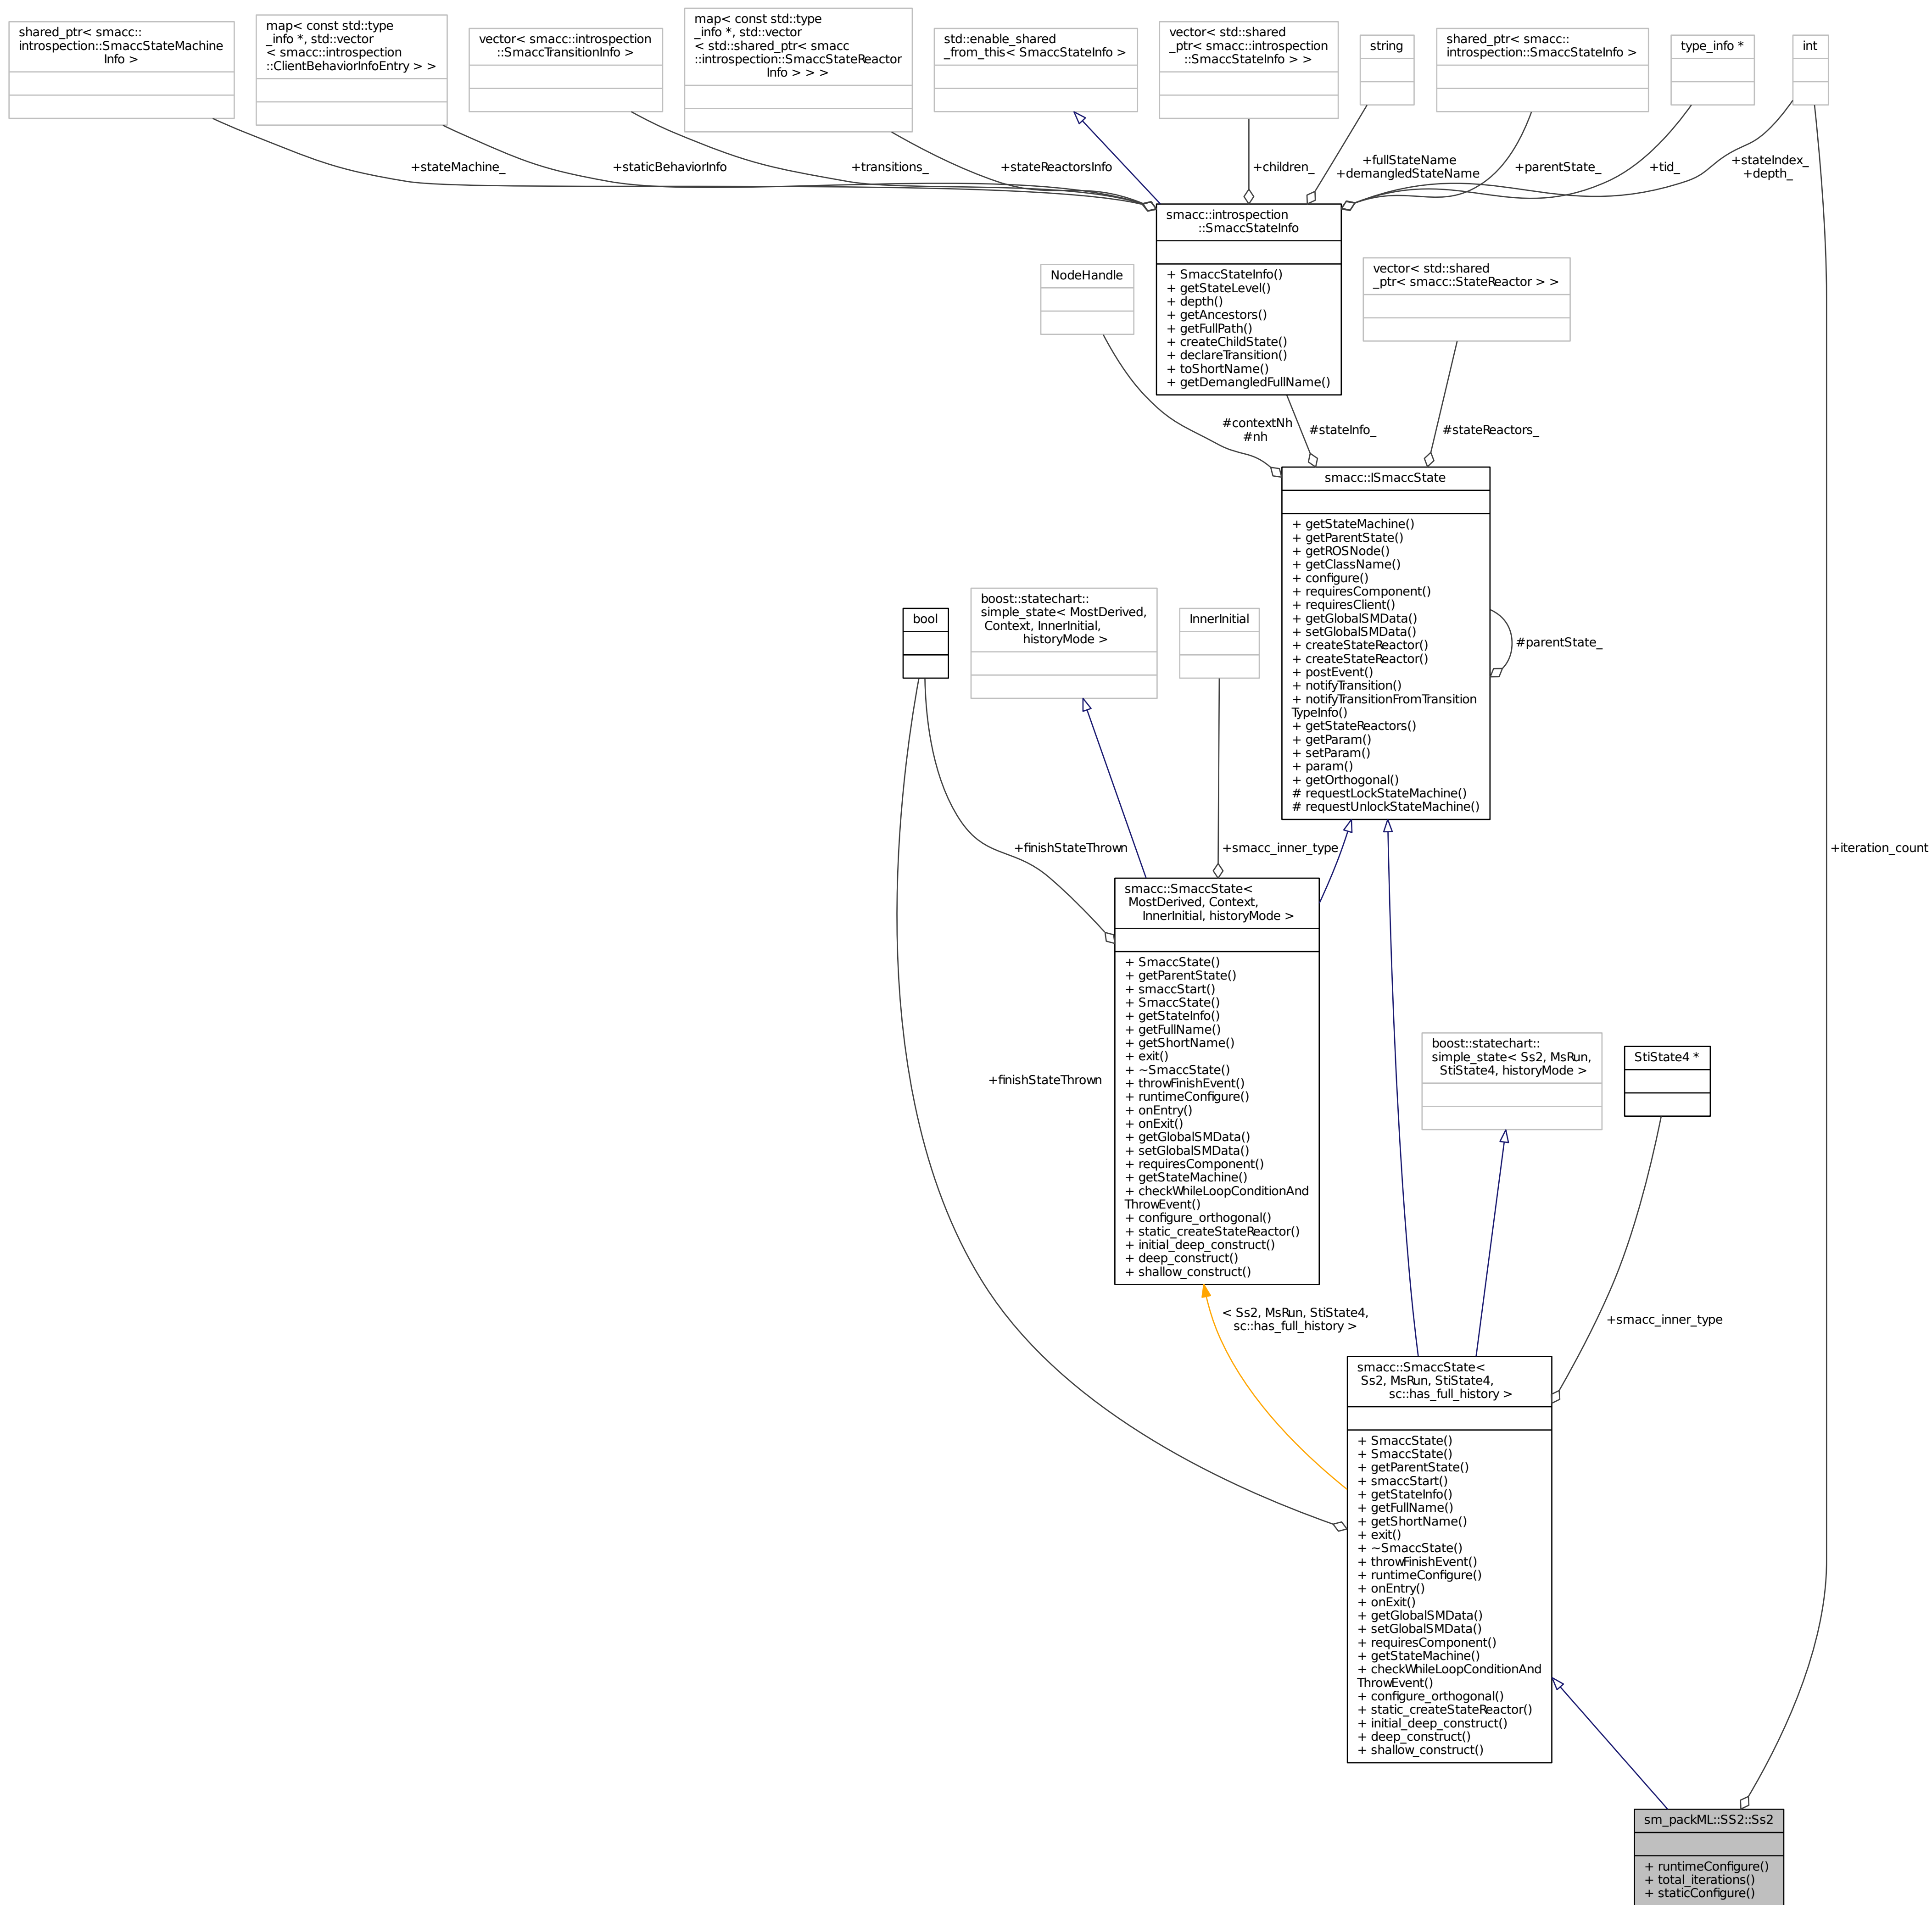 shared_ptr< smacc::
introspection::SmaccStateMachine
Info >
map< const std::type
_info *, std::vector
< smacc::introspection
::ClientBehaviorInfoEntry > >
vector< smacc::introspection
::SmaccTransitionInfo >
map< const std::type
_info *, std::vector
< std::shared_ptr< smacc
::introspection::SmaccStateReactor
Info > > >
std::enable_shared
_from_this< SmaccStateInfo >
vector< std::shared
_ptr< smacc::introspection
::SmaccStateInfo > >
string
shared_ptr< smacc::
introspection::SmaccStateInfo >
type_info *
int
+stateMachine_
+staticBehaviorInfo
+transitions_
+stateReactorsInfo
+children_
+fullStateName
+demangledStateName
+parentState_
+tid_
+stateIndex_
+depth_
smacc::introspection
::SmaccStateInfo
+ SmaccStateInfo()
+ getStateLevel()
+ depth()
+ getAncestors()
+ getFullPath()
+ createChildState()
+ declareTransition()
+ toShortName()
+ getDemangledFullName()
NodeHandle
vector< std::shared
_ptr< smacc::StateReactor > >
#contextNh
#nh
#stateInfo_
#stateReactors_
smacc::ISmaccState
+ getStateMachine()
+ getParentState()
+ getROSNode()
+ getClassName()
+ configure()
+ requiresComponent()
+ requiresClient()
+ getGlobalSMData()
+ setGlobalSMData()
+ createStateReactor()
+ createStateReactor()
+ postEvent()
+ notifyTransition()
+ notifyTransitionFromTransition
TypeInfo()
+ getStateReactors()
+ getParam()
+ setParam()
+ param()
+ getOrthogonal()
# requestLockStateMachine()
# requestUnlockStateMachine()
#parentState_
bool
boost::statechart::
simple_state< MostDerived,
Context, InnerInitial,
historyMode >
InnerInitial
+finishStateThrown
+smacc_inner_type
+iteration_count
smacc::SmaccState<
MostDerived, Context,
InnerInitial, historyMode >
+ SmaccState()
+ getParentState()
+ smaccStart()
+ SmaccState()
+ getStateInfo()
+ getFullName()
+ getShortName()
+ exit()
+ ~SmaccState()
+ throwFinishEvent()
+ runtimeConfigure()
+ onEntry()
+ onExit()
+ getGlobalSMData()
+ setGlobalSMData()
+ requiresComponent()
+ getStateMachine()
+ checkWhileLoopConditionAnd
ThrowEvent()
+ configure_orthogonal()
+ static_createStateReactor()
+ initial_deep_construct()
+ deep_construct()
+ shallow_construct()
+finishStateThrown
boost::statechart::
simple_state< Ss2, MsRun,
StiState4, historyMode >
StiState4 *
< Ss2, MsRun, StiState4,
sc::has_full_history >
+smacc_inner_type
smacc::SmaccState<
Ss2, MsRun, StiState4,
sc::has_full_history >
+ SmaccState()
+ SmaccState()
+ getParentState()
+ smaccStart()
+ getStateInfo()
+ getFullName()
+ getShortName()
+ exit()
+ ~SmaccState()
+ throwFinishEvent()
+ runtimeConfigure()
+ onEntry()
+ onExit()
+ getGlobalSMData()
+ setGlobalSMData()
+ requiresComponent()
+ getStateMachine()
+ checkWhileLoopConditionAnd
ThrowEvent()
+ configure_orthogonal()
+ static_createStateReactor()
+ initial_deep_construct()
+ deep_construct()
+ shallow_construct()
sm_packML::SS2::Ss2
+ runtimeConfigure()
+ total_iterations()
+ staticConfigure()